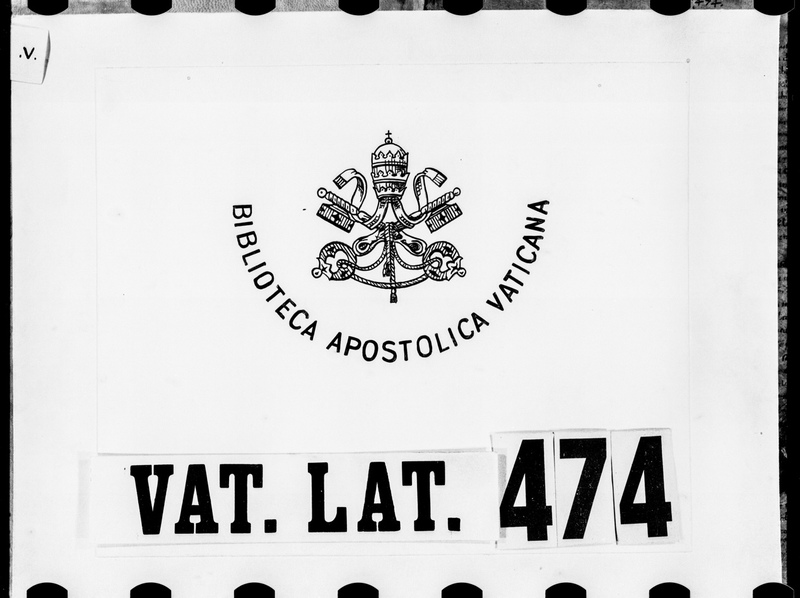 .V.
BIBLIOTECA APOSTOLICA VATICANA
VAT. LAT. 474